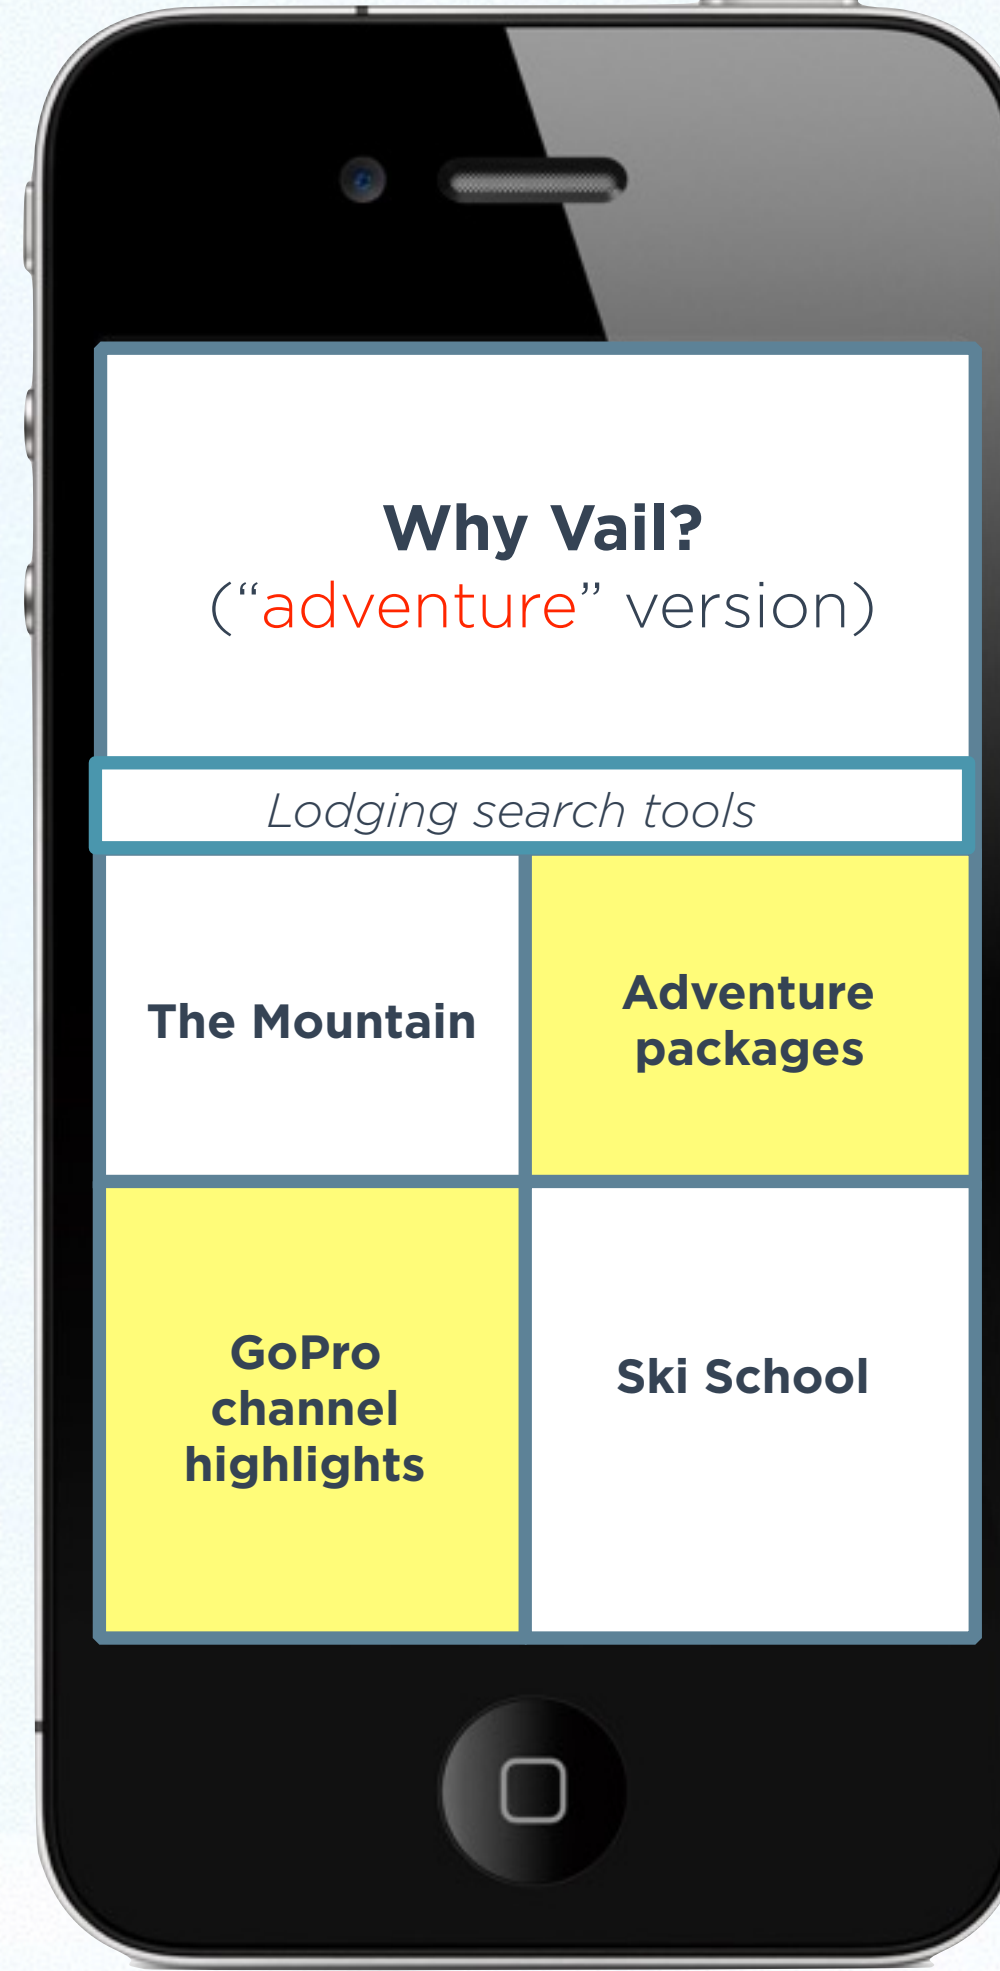 Why Vail?
(“adventure” version)
Lodging search tools
The Mountain
Adventure
packages
GoPro
channel
highlights
Ski School